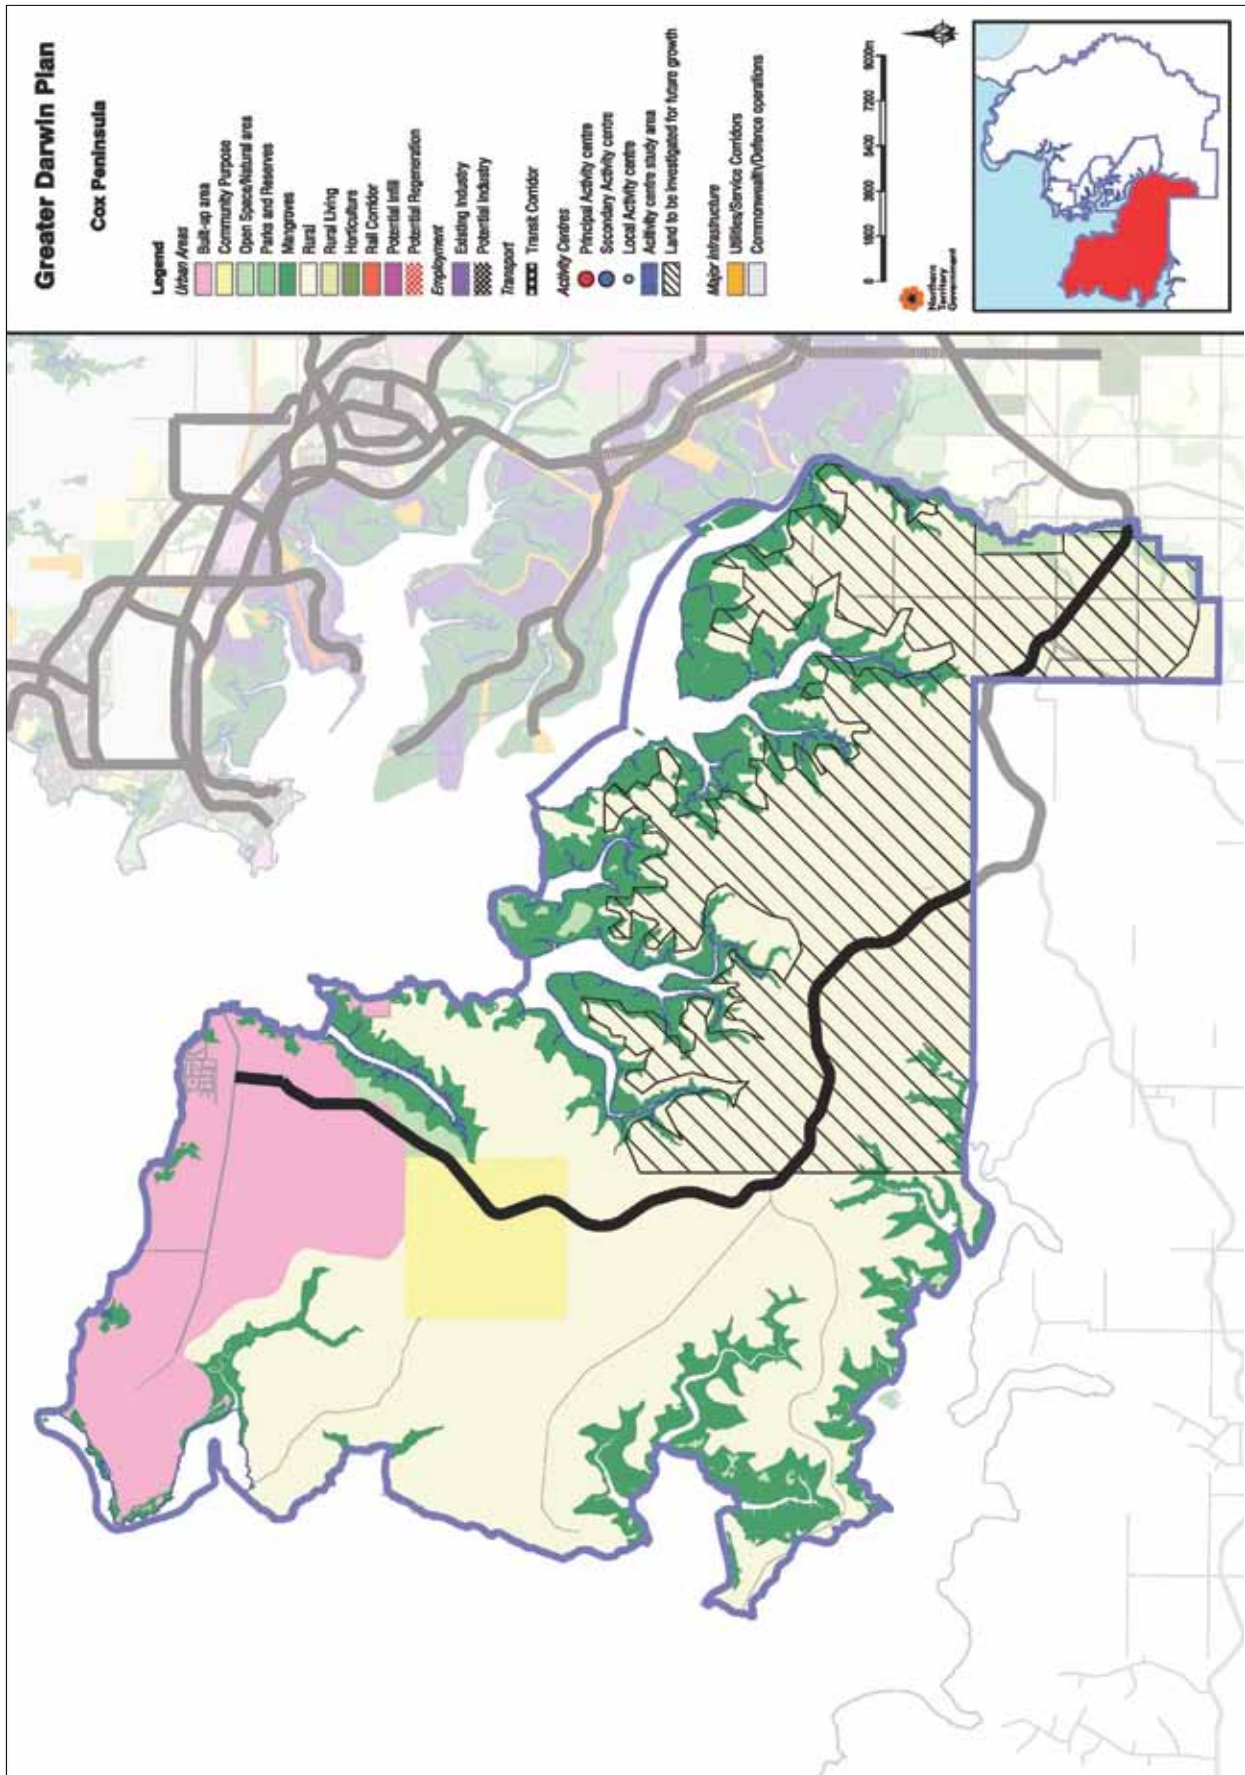 Greater Darwin Plan
Cox Peninsula
Legend
Urban Areas
Built-up area
Community Purpose
Open Space/Natural area
Parks and Reserves
Mangroves
Rural
Rural Living
Horticulture
Rail Corridor
Potential Infill
Potential Regeneration
Employment
Existing Industry
Potential Industry
Transport
Transit Corridor
Activity Centres
Principal Activity centre
Secondary Activity centre
Local Activity centre
Activity centre study area
Land to be investigated for future growth
Major Infrastructure
Utilities/Service Corridors
Commonwealth/Defence operations
0 1800 3600 5400 7200 9000m
Northern
Territory
Government